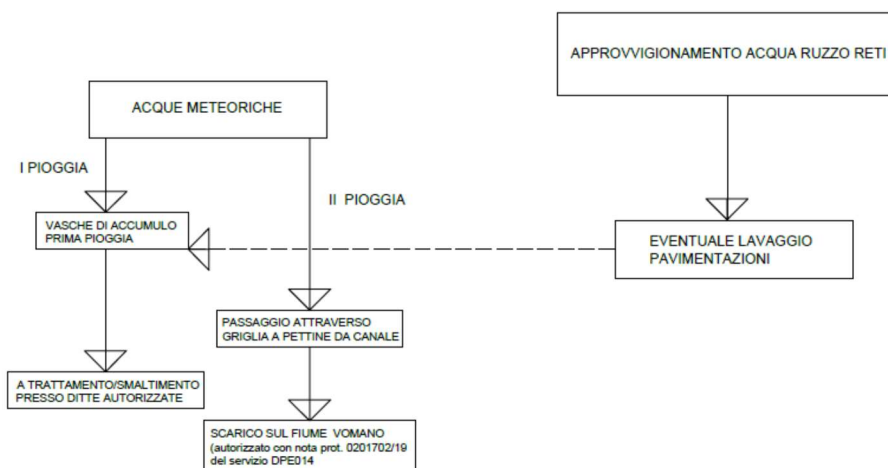 APPROVVIGIONAMENTO ACQUA RUZZO RETI
ACQUE METEORICHE
I PIOGGIA
II PIOGGIA
VASCHE DI ACCUMULO
PRIMA PIOGGIA
EVENTUALE LAVAGGIO
PAVIMENTAZIONI
PASSAGGIO ATTRAVERSO
GRIGLIA A PETTINE DA CANALE
A TRATTAMENTO/SMALTIMENTO
PRESSO DITTE AUTORIZZATE
SCARICO SUL FIUME VOMANO
(autorizzato con nota prot. 0201702/19
del servizio DPE014